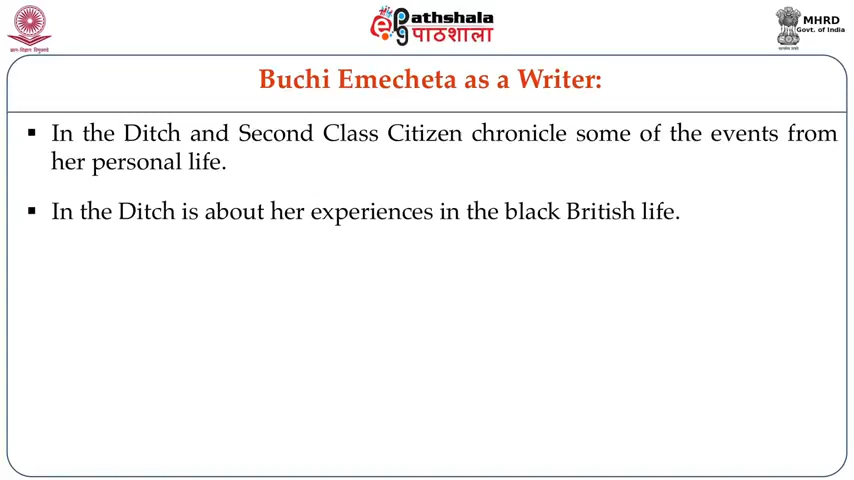 ePathshala
पाठशाला
MHRD
Govt. of India
Buchi Emecheta as a Writer:
▪ In the Ditch and Second Class Citizen chronicle some of the events from
her personal life.
▪ In the Ditch is about her experiences in the black British life.